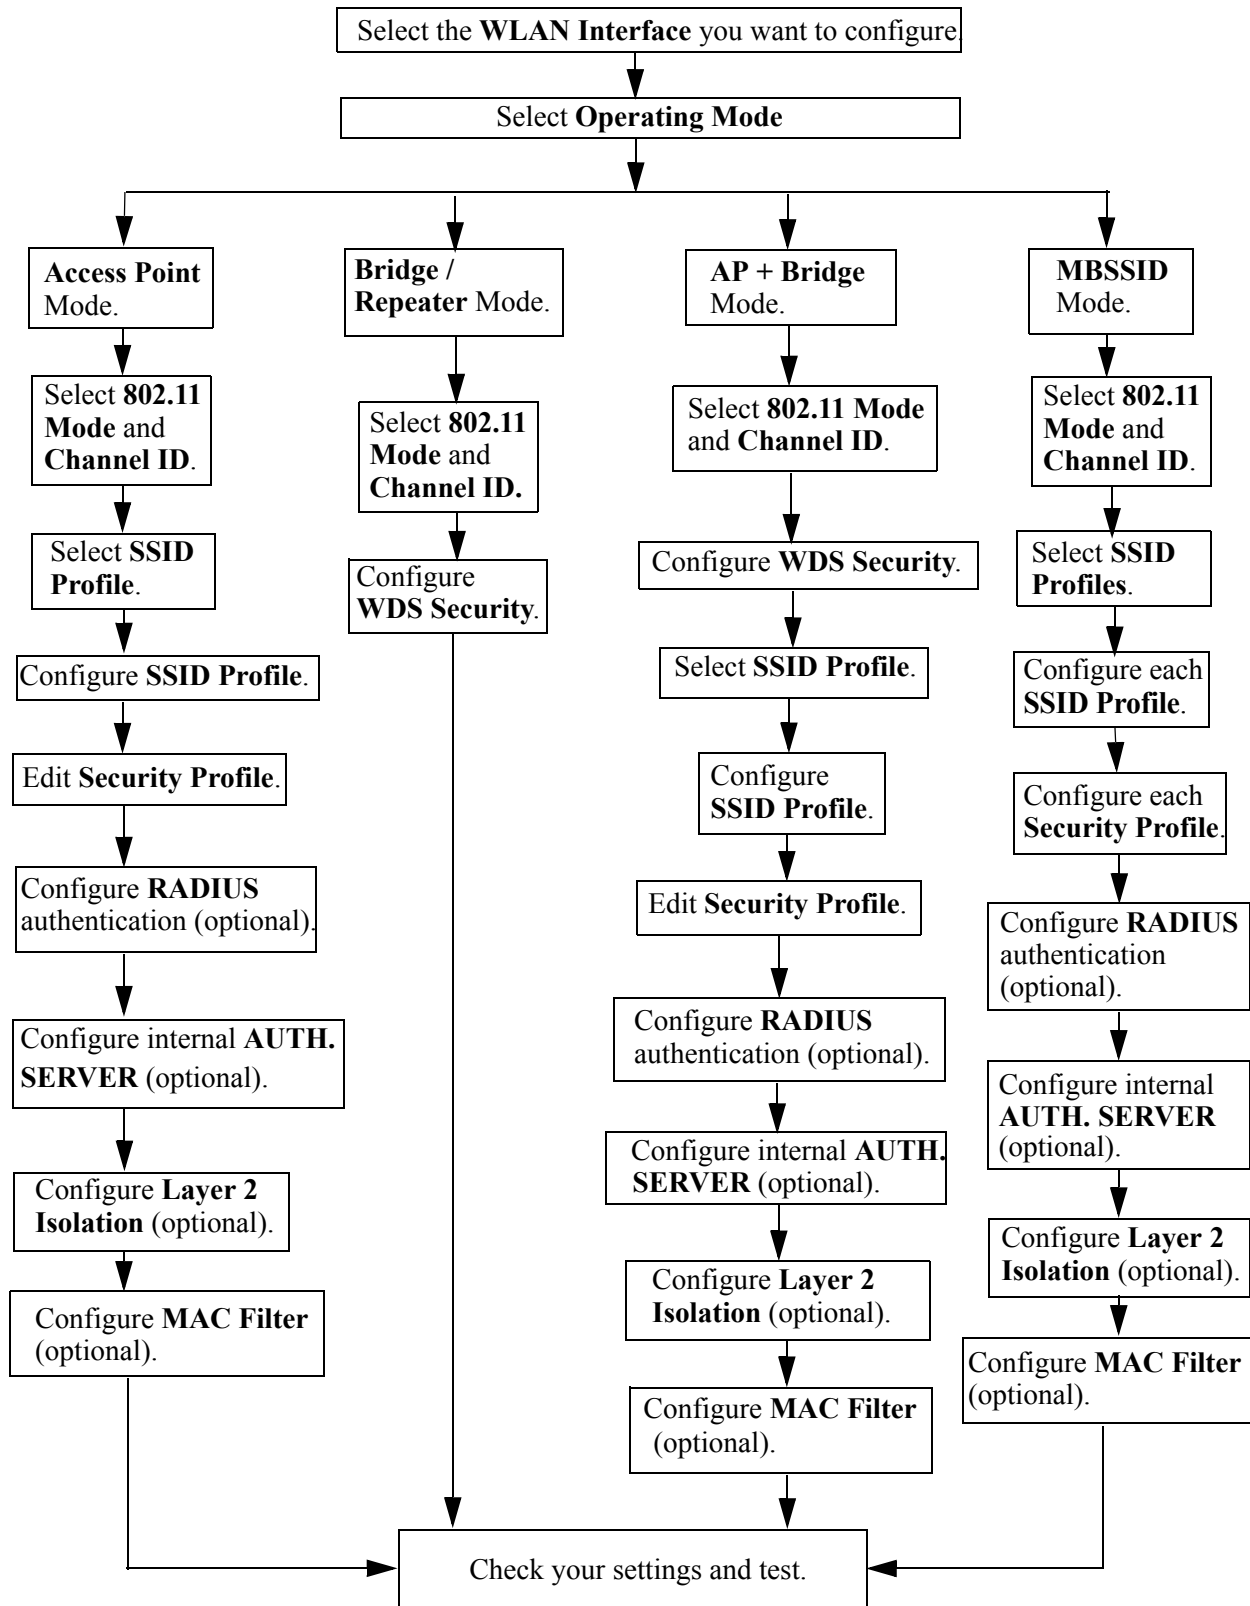 Select the WLAN Interface you want to configure.
Select Operating Mode
Access Point
Mode.
Select 802.11
Mode and
Channel ID.
Select SSID
Profile.
Configure SSID Profile.
Edit Security Profile.
Configure RADIUS
authentication (optional).
Configure internal AUTH.
SERVER (optional).
Configure Layer 2
Isolation (optional).
Configure MAC Filter
(optional).
Bridge /
Repeater Mode.
Select 802.11
Mode and
Channel ID.
Configure
WDS Security.
AP + Bridge
Mode.
Select 802.11 Mode
and Channel ID.
Configure WDS Security.
Select SSID Profile.
Configure
SSID Profile.
Edit Security Profile.
Configure RADIUS
authentication (optional).
Configure internal AUTH.
SERVER (optional).
Configure Layer 2
Isolation (optional).
Configure MAC Filter
(optional).
MBSSID
Mode.
Select 802.11
Mode and
Channel ID.
Select SSID
Profiles.
Configure each
SSID Profile.
Configure each
Security Profile.
Configure RADIUS
authentication
(optional).
Configure internal
AUTH. SERVER
(optional).
Configure Layer 2
Isolation (optional).
Configure MAC Filter
(optional).
Check your settings and test.